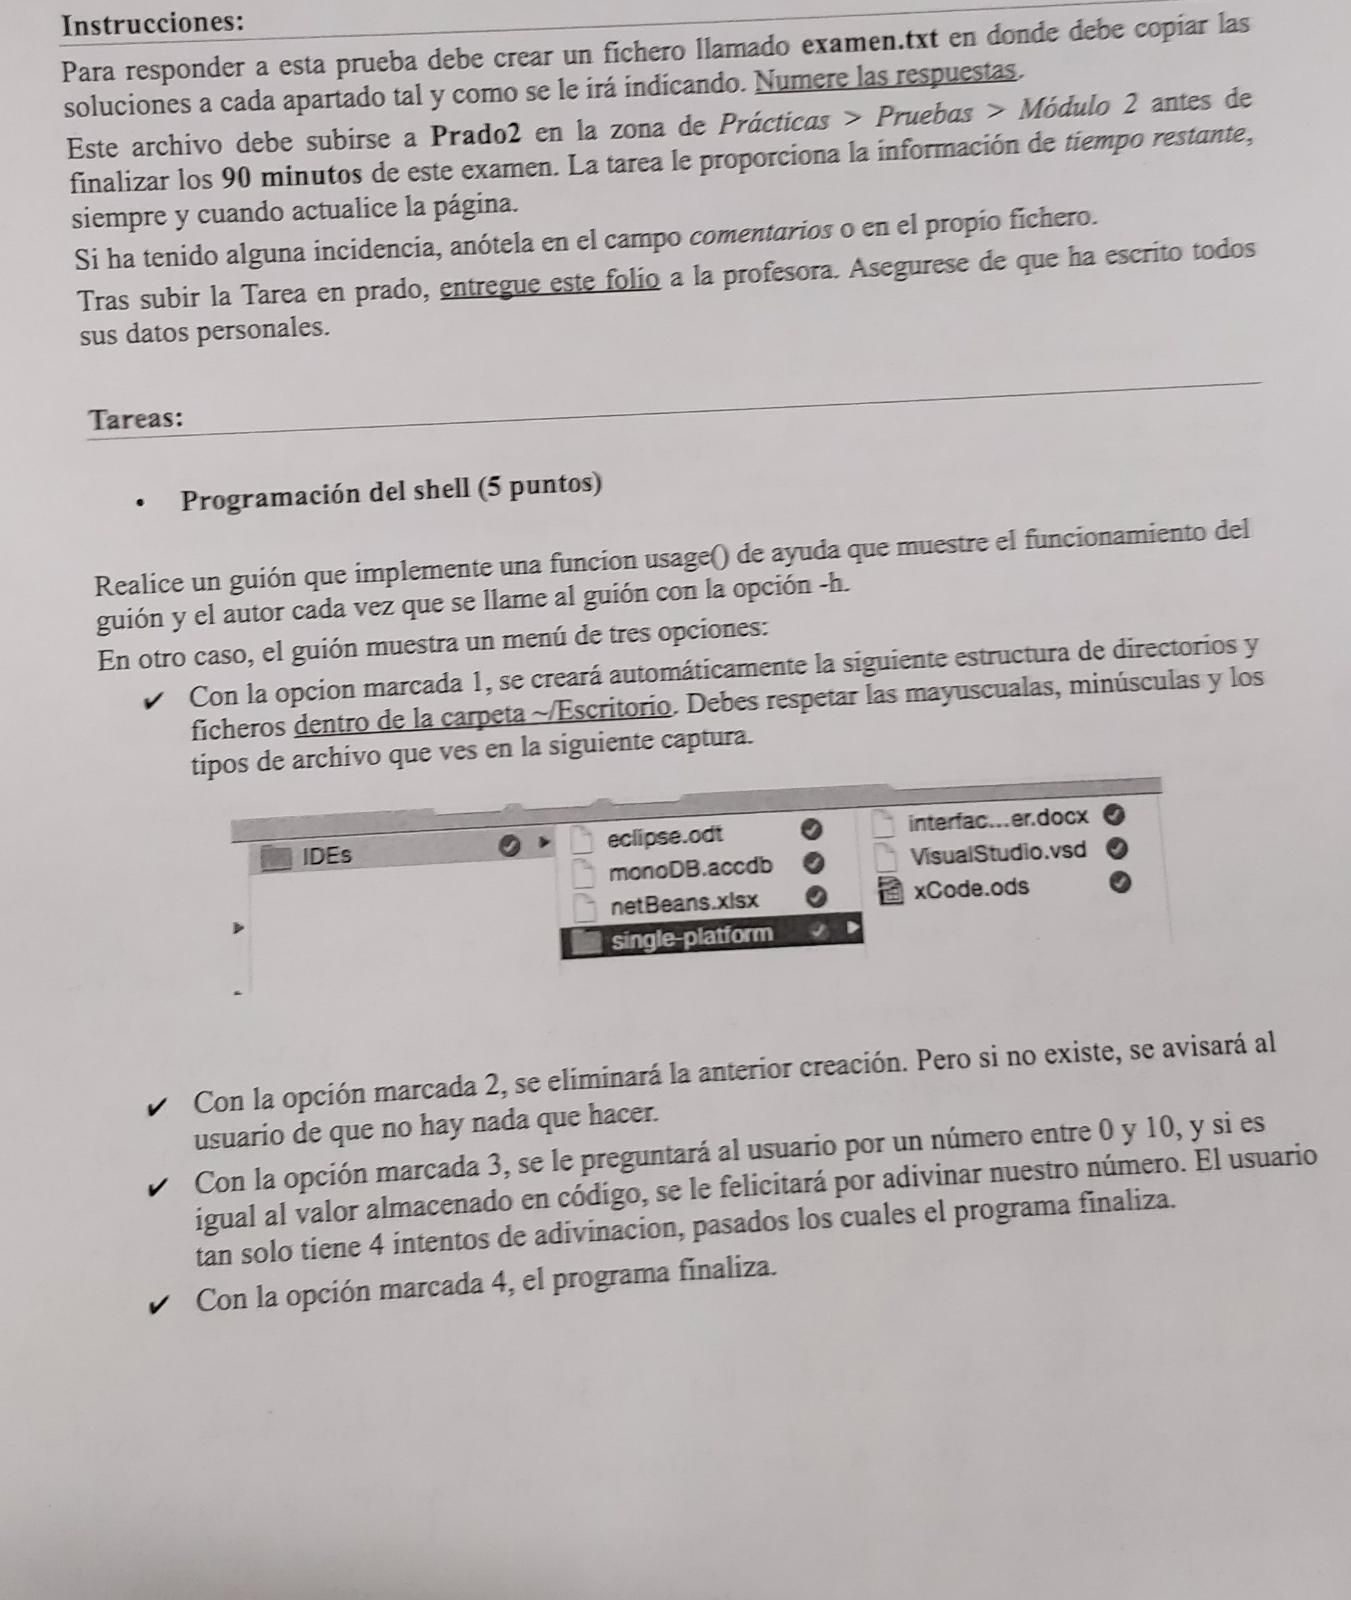 Instrucciones:
Para responder a esta prueba debe crear un fichero llamado examen.txt en donde debe copiar las
soluciones a cada apartado tal y como se le irá indicando. Numere las respuestas.
Este archivo debe subirse a Prado2 en la zona de Prácticas > Pruebas > Módulo 2 antes de
finalizar los 90 minutos de este examen. La tarea le proporciona la información de tiempo restante,
siempre y cuando actualice la página.
Si ha tenido alguna incidencia, anótela en el campo comentarios o en el propio fichero.
Tras subir la Tarea en prado, entregue este folio a la profesora. Asegurese de que ha escrito todos
sus datos personales.
Tareas:
• Programación del shell (5 puntos)
Realice un guión que implemente una funcion usage() de ayuda que muestre el funcionamiento del
guión y el autor cada vez que se llame al guión con la opción -h.
En otro caso, el guión muestra un menú de tres opciones:
✔ Con la opcion marcada 1, se creará automáticamente la siguiente estructura de directorios y
ficheros dentro de la carpeta ~/Escritorio. Debes respetar las mayuscualas, minúsculas y los
tipos de archivo que ves en la siguiente captura.
IDEs
eclipse.odt
monoDB.accdb
netBeans.xlsx
single-platform
interfac...er.docx
VisualStudio.vsd
xCode.ods
✔ Con la opción marcada 2, se eliminará la anterior creación. Pero si no existe, se avisará al
usuario de que no hay nada que hacer.
✔ Con la opción marcada 3, se le preguntará al usuario por un número entre 0 y 10, y si es
igual al valor almacenado en código, se le felicitará por adivinar nuestro número. El usuario
tan solo tiene 4 intentos de adivinacion, pasados los cuales el programa finaliza.
✔ Con la opción marcada 4, el programa finaliza.